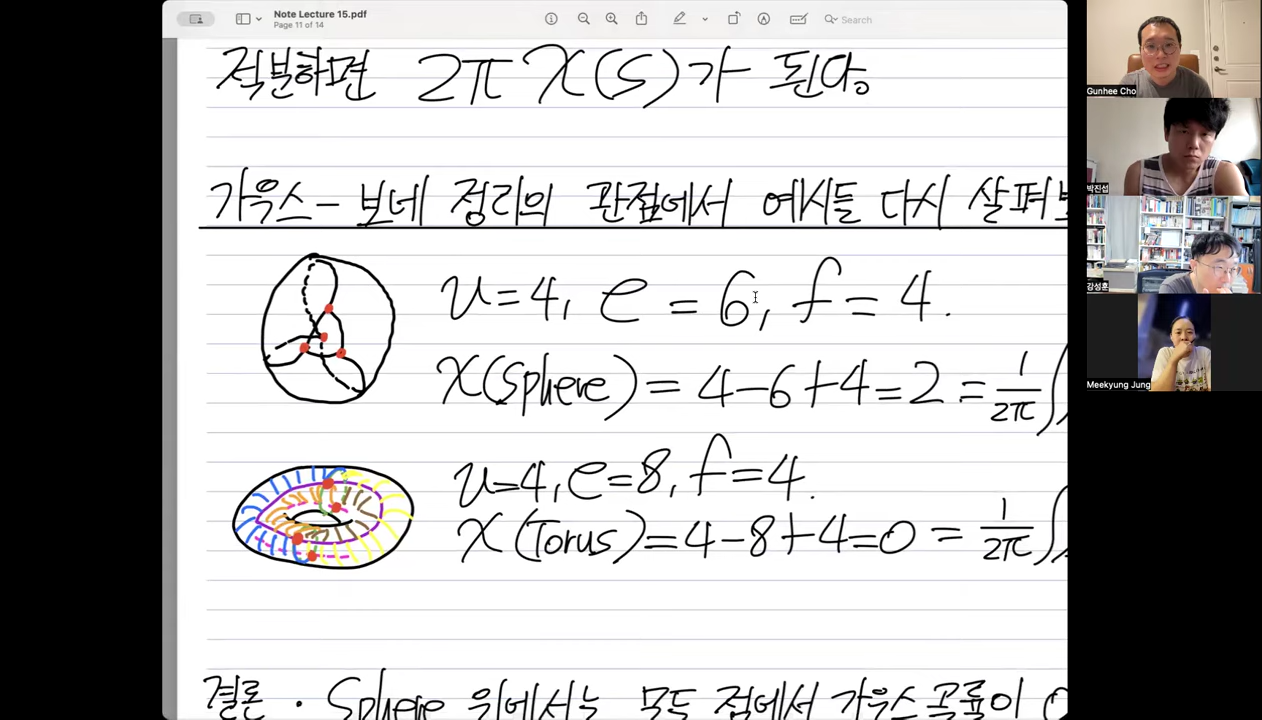 Note Lecture 15.pdf
Page 11 of 14
Search
적분하면 2π χ(S)가 된다.
가우스 – 보네 정리의 관점에서 예시들 다시 살펴보
v=4, e = 6, f = 4.
χ(Sphere) = 4-6+4=2 = 1/2π ∫
v=4, e=8, f=4.
χ(Torus)=4-8+4=0 = 1/2π ∫
결론 · Sphere 위에서는 모든 점에서 가우스 곡률이 0
Gunhee Cho
박진섭
강성훈
Meekyung Jung